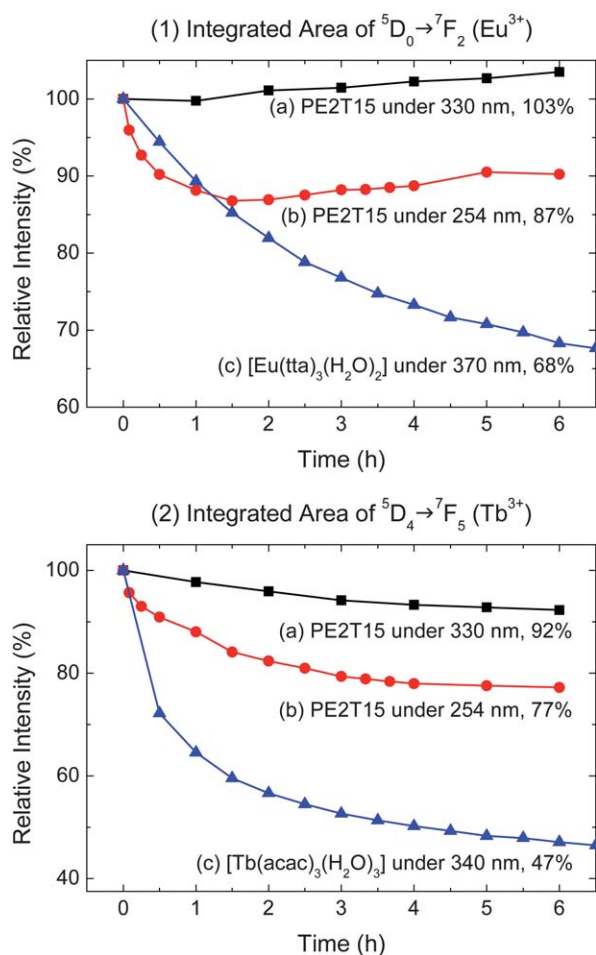 (1) Integrated Area of ⁵D₀→⁷F₂ (Eu³⁺)
Relative Intensity (%)
100
90
80
70
60
(a) PE2T15 under 330 nm, 103%
(b) PE2T15 under 254 nm, 87%
(c) [Eu(tta)₃(H₂O)₂] under 370 nm, 68%
0 1 2 3 4 5 6
Time (h)
(2) Integrated Area of ⁵D₄→⁷F₅ (Tb³⁺)
Relative Intensity (%)
100
80
60
40
(a) PE2T15 under 330 nm, 92%
(b) PE2T15 under 254 nm, 77%
(c) [Tb(acac)₃(H₂O)₃] under 340 nm, 47%
0 1 2 3 4 5 6
Time (h)